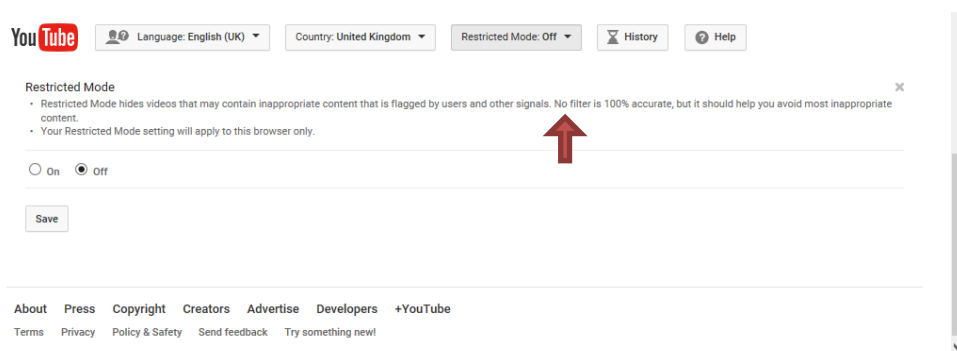 YouTube Language: English (UK) Country: United Kingdom Restricted Mode: Off History Help
Restricted Mode
• Restricted Mode hides videos that may contain inappropriate content that is flagged by users and other signals. No filter is 100% accurate, but it should help you avoid most inappropriate
content.
• Your Restricted Mode setting will apply to this browser only.
On Off
Save
About Press Copyright Creators Advertise Developers +YouTube
Terms Privacy Policy & Safety Send feedback Try something new!